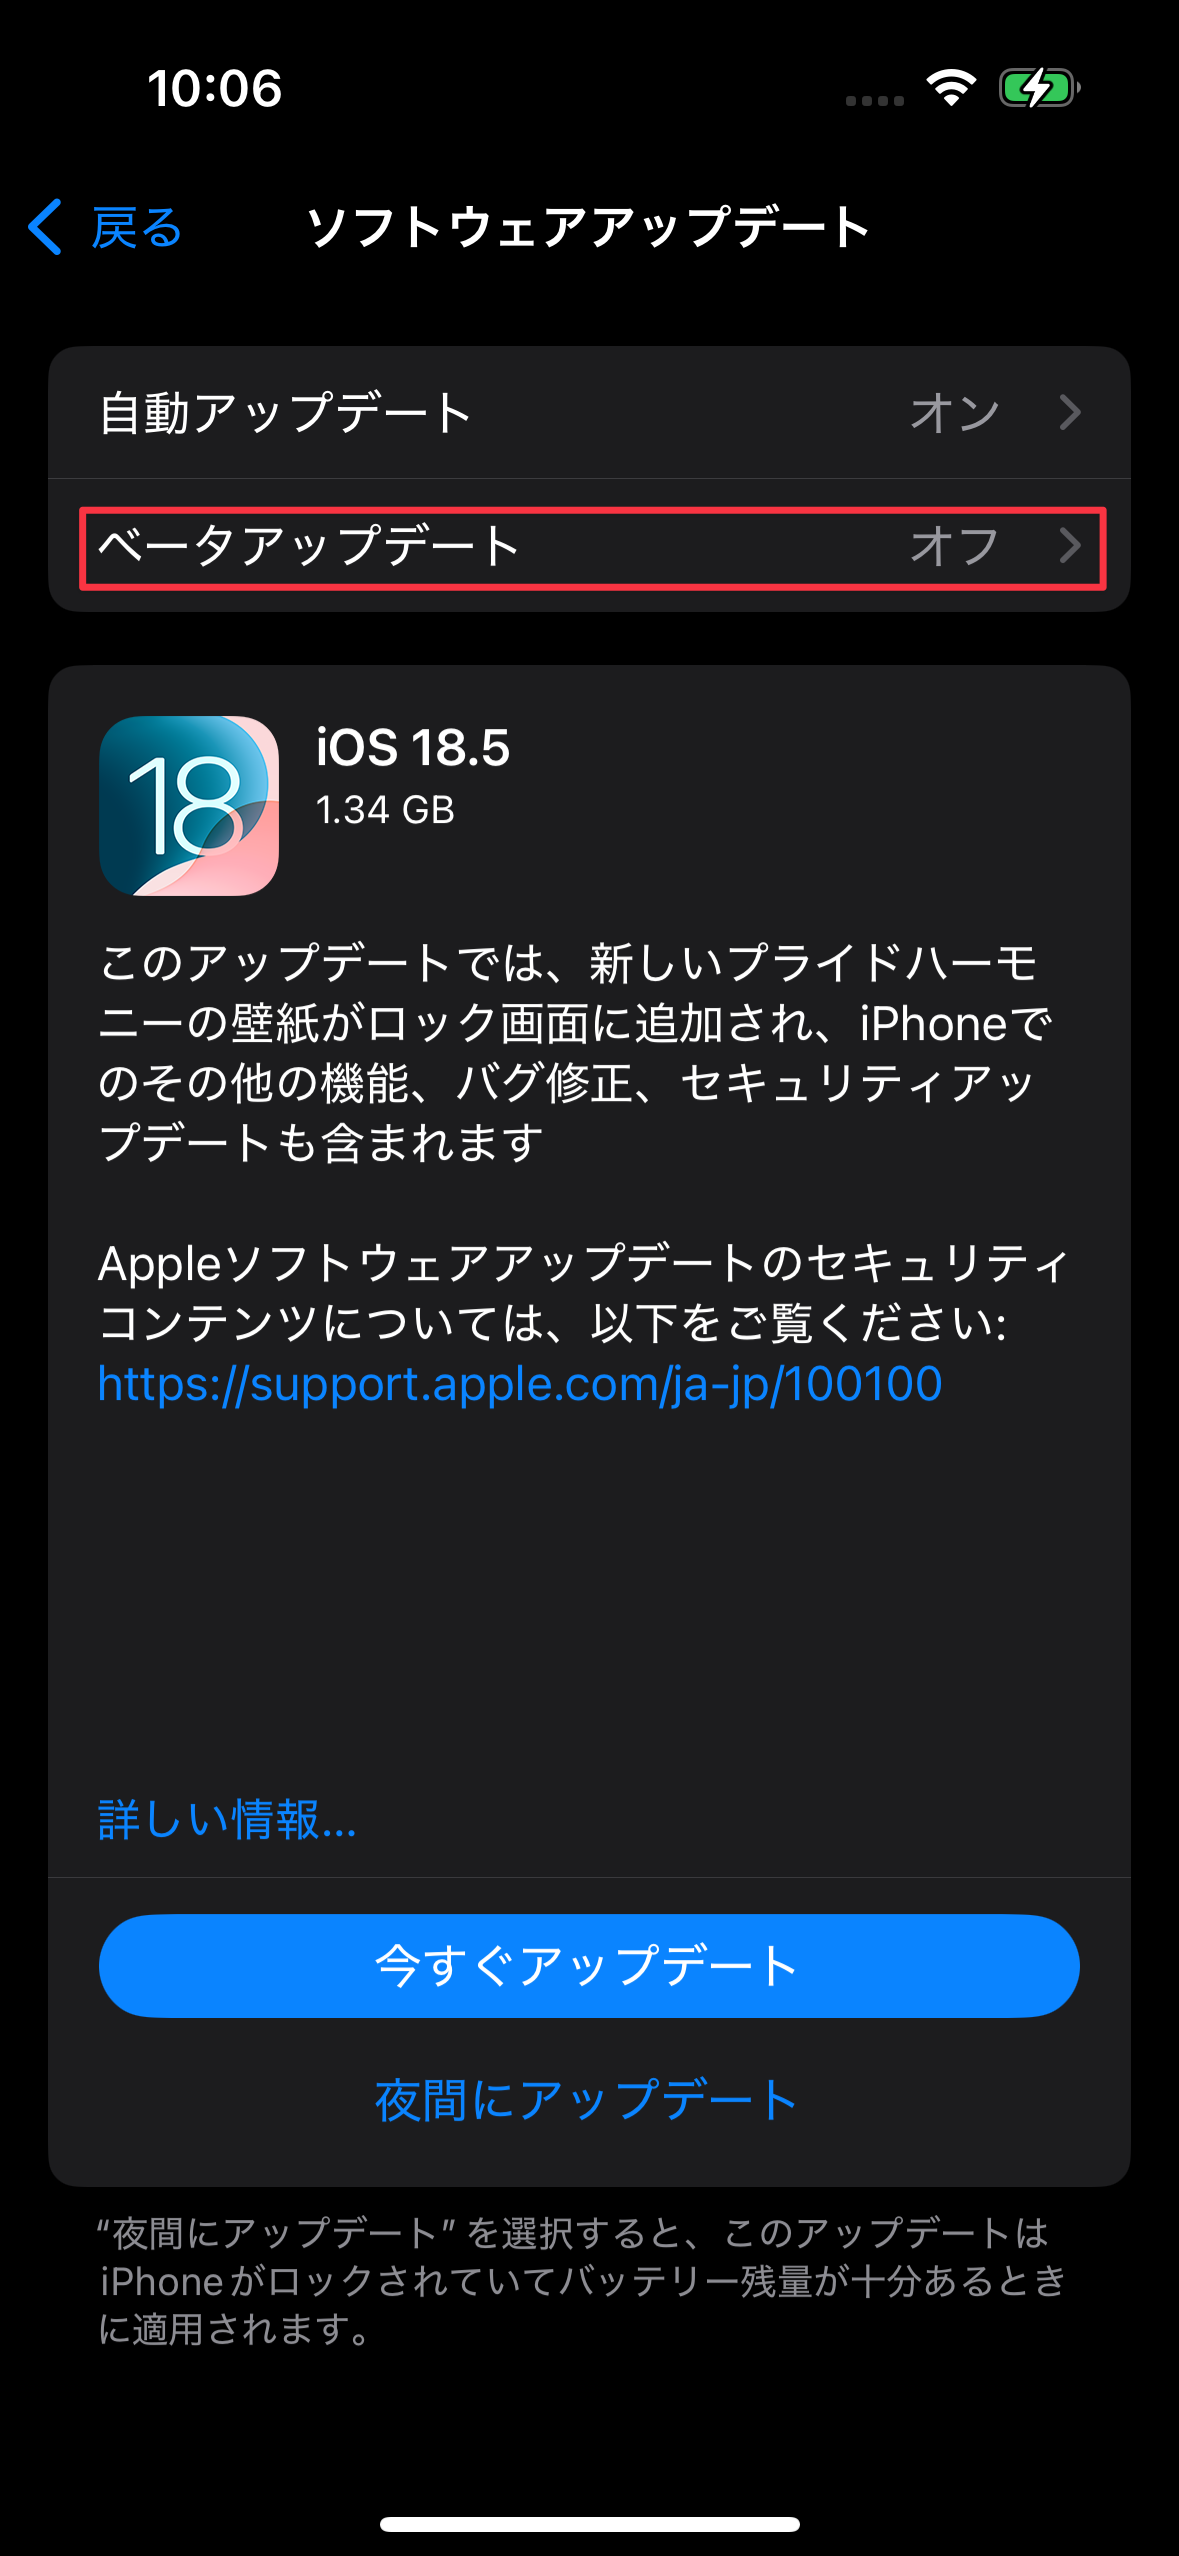 10:06
戻る
ソフトウェアアップデート
自動アップデート オン
ベータアップデート オフ
18
iOS 18.5
1.34 GB
このアップデートでは、新しいプライドハーモ
ニーの壁紙がロック画面に追加され、iPhoneで
のその他の機能、バグ修正、セキュリティアッ
プデートも含まれます
Appleソフトウェアアップデートのセキュリティ
コンテンツについては、以下をご覧ください:
https://support.apple.com/ja-jp/100100
詳しい情報...
今すぐアップデート
夜間にアップデート
“夜間にアップデート” を選択すると、このアップデートは
iPhoneがロックされていてバッテリー残量が十分あるとき
に適用されます。